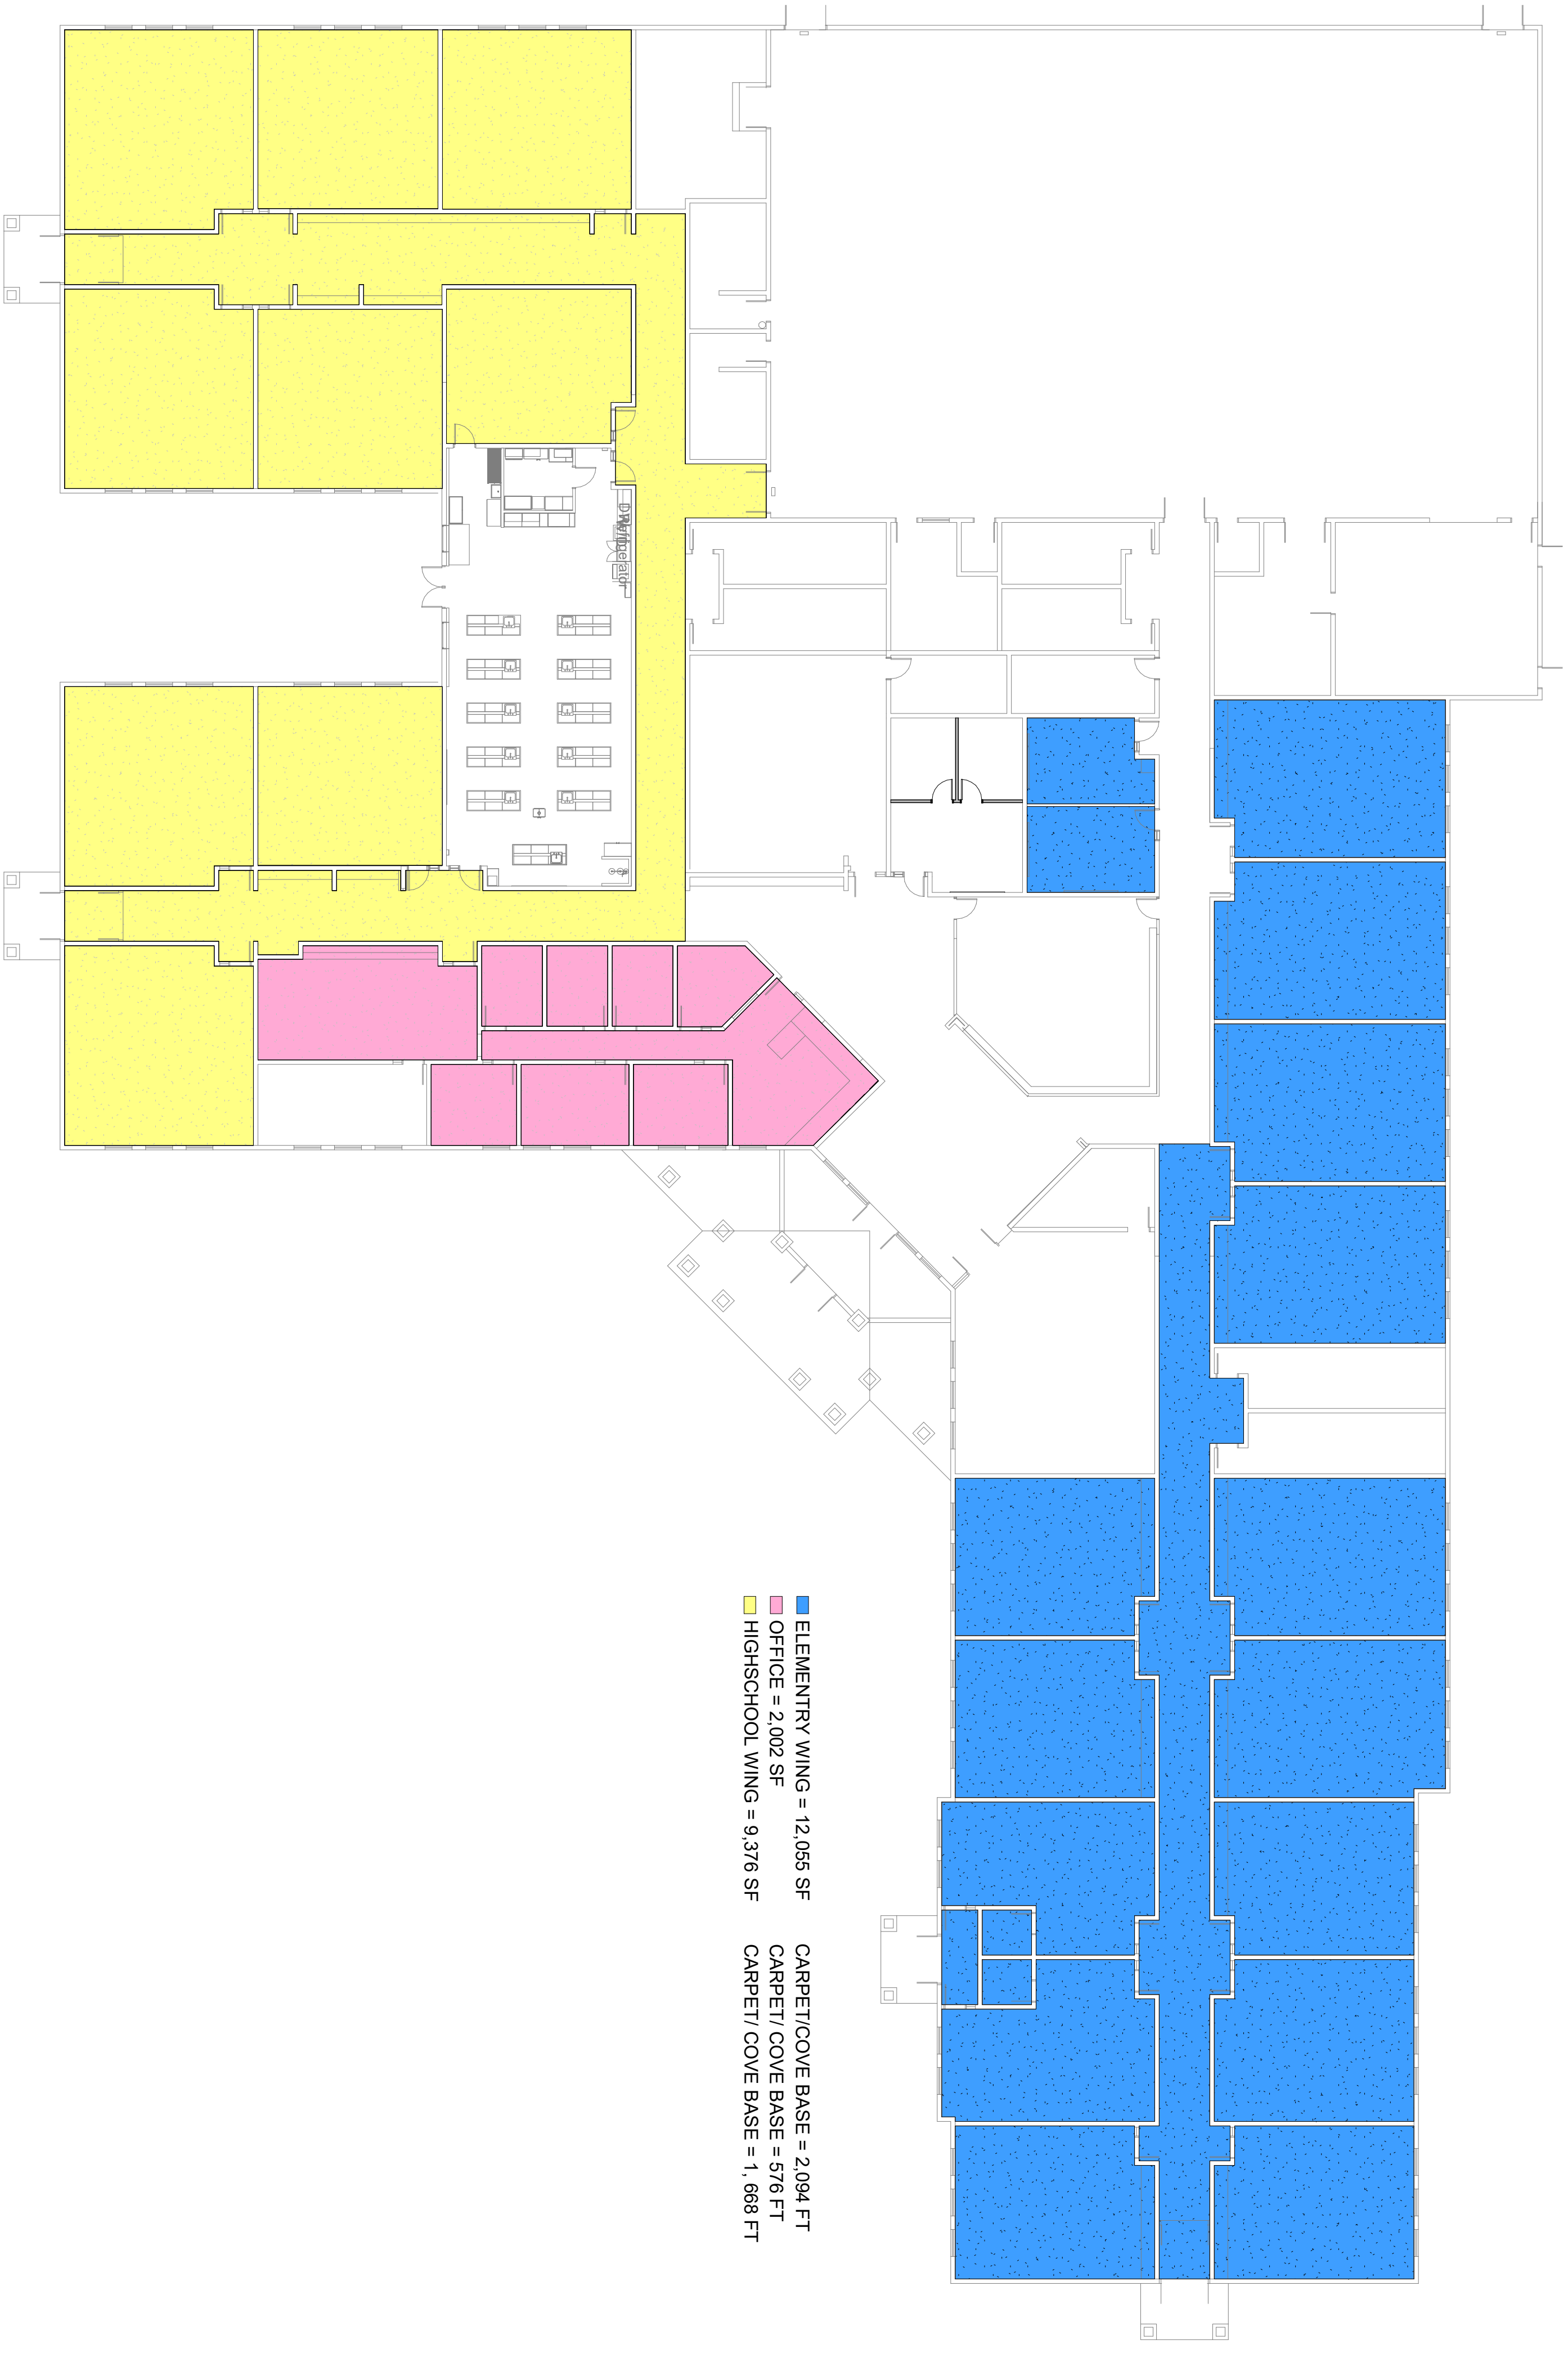 ELEMENTRY WING = 12,055 SF CARPET/COVE BASE = 2,094 FT
OFFICE = 2,002 SF CARPET/ COVE BASE = 576 FT
HIGHSCHOOL WING = 9,376 SF CARPET/ COVE BASE = 1, 668 FT
Refrigerator